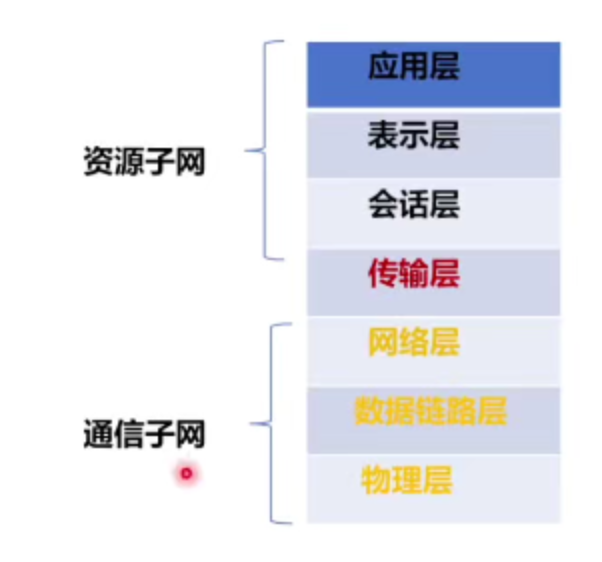 应用层
表示层
资源子网
会话层
传输层
网络层
数据链路层
通信子网
物理层